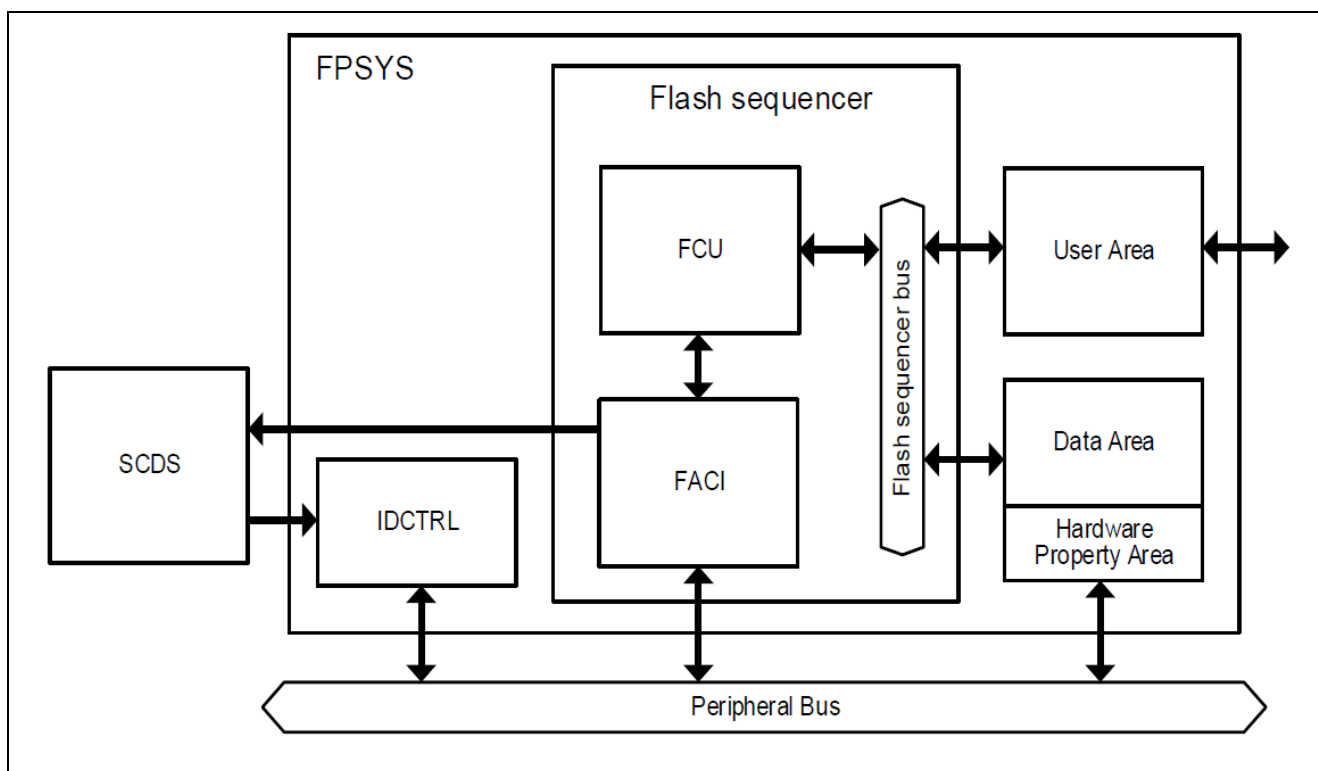 FPSYS
Flash sequencer
FCU
Flash sequencer bus
User Area
SCDS
IDCTRL
FACI
Data Area
Hardware
Property Area
Peripheral Bus